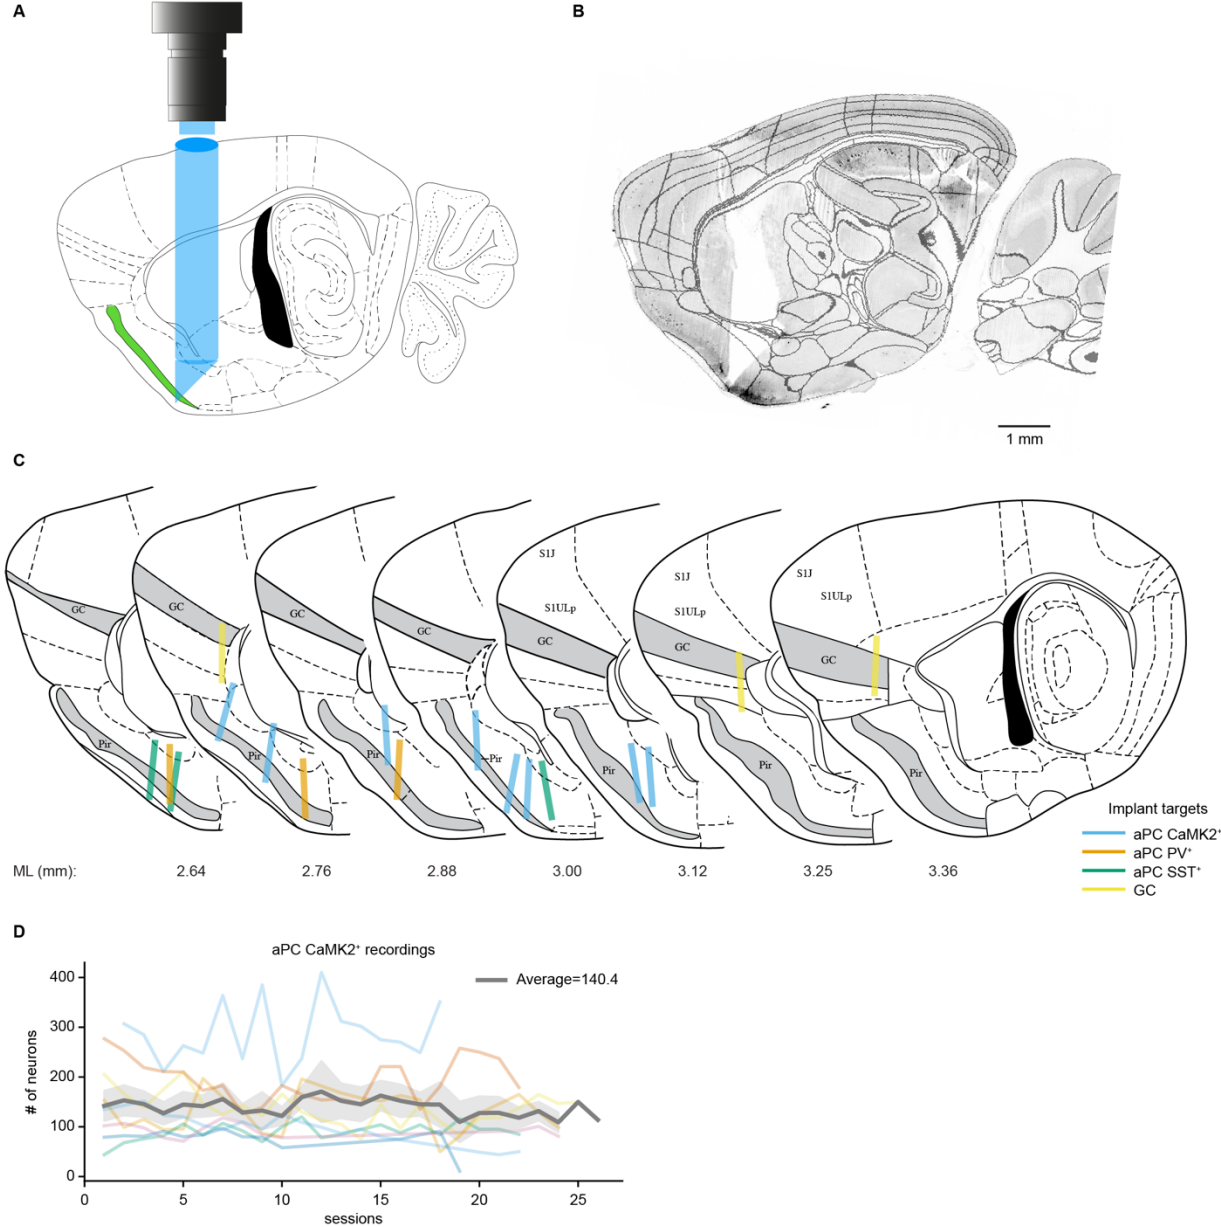 A
B
1 mm
C
S1J
S1J
S1J
S1ULp
S1ULp
S1ULp
GC
GC
GC
GC
GC
GC
GC
Pir
Pir
Pir
Pir
Pir
Pir
Pir
Implant targets
aPC CaMK2⁺
aPC PV⁺
aPC SST⁺
GC
ML (mm): 2.64 2.76 2.88 3.00 3.12 3.25 3.36
D
aPC CaMK2⁺ recordings
Average=140.4
# of neurons
400
300
200
100
0
0 5 10 15 20 25
sessions